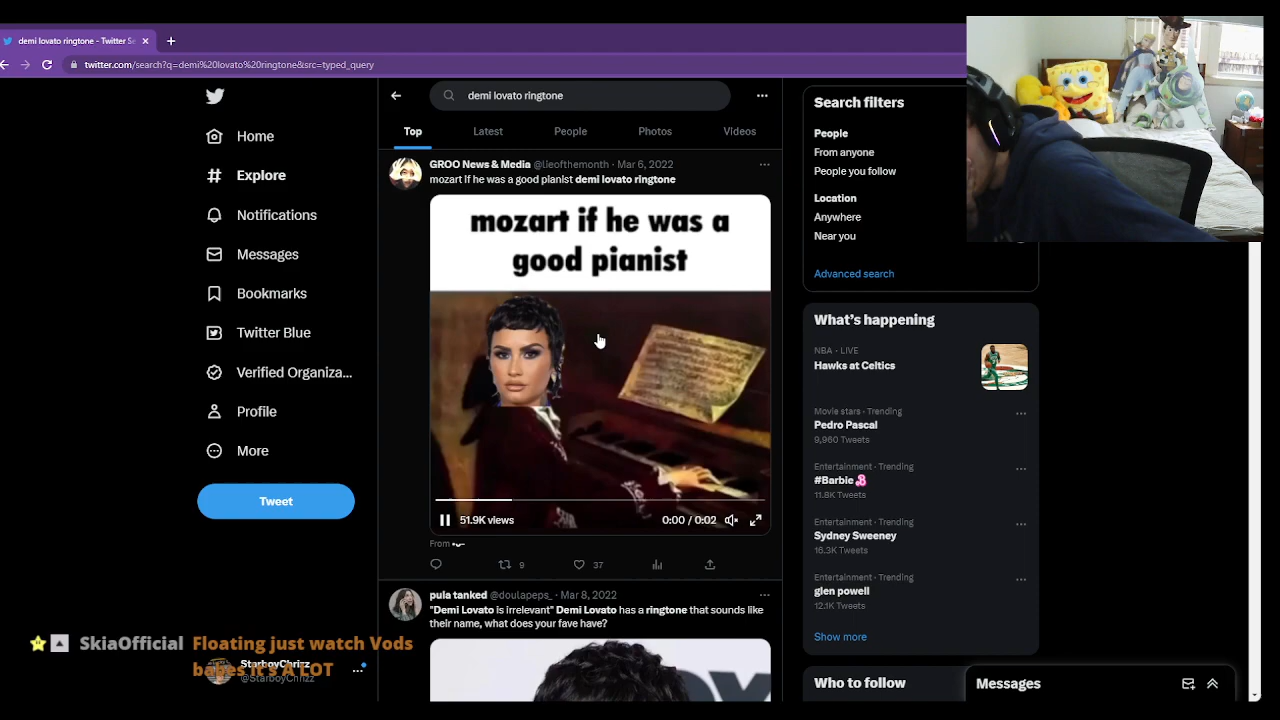 demi lovato ringtone - Twitter Se
twitter.com/search?q=demi%20lovato%20ringtone&src=typed_query
demi lovato ringtone
Home
Explore
Notifications
Messages
Bookmarks
Twitter Blue
Verified Organiza...
Profile
More
Tweet
StarboyChrizz
@StarboyChrizz
Top Latest People Photos Videos
GROO News & Media @lieofthemonth · Mar 6, 2022
mozart if he was a good pianist demi lovato ringtone
mozart if he was a
good pianist
51.9K views
0:00 / 0:02
From
9 37
pula tanked @doulapeps_ · Mar 8, 2022
"Demi Lovato is irrelevant" Demi Lovato has a ringtone that sounds like
their name, what does your fave have?
Search filters
People
From anyone
People you follow
Location
Anywhere
Near you
Advanced search
What's happening
NBA · LIVE
Hawks at Celtics
Movie stars · Trending
Pedro Pascal
9,960 Tweets
Entertainment · Trending
#Barbie
11.8K Tweets
Entertainment · Trending
Sydney Sweeney
16.3K Tweets
Entertainment · Trending
glen powell
12.1K Tweets
Show more
Who to follow
Messages
SkiaOfficial Floating just watch Vods
babes it's A LOT